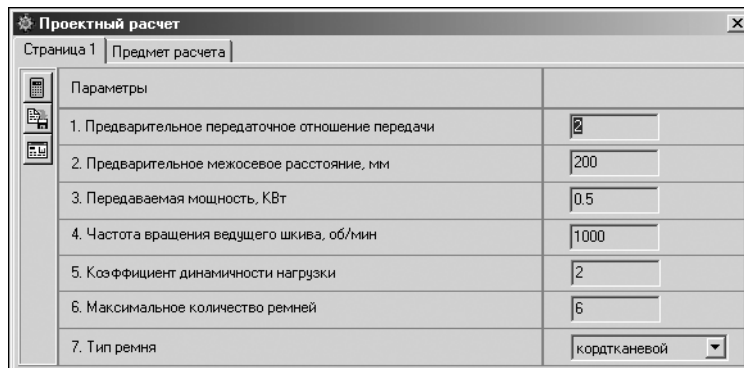 Проектный расчет
Страница 1 Предмет расчета
Параметры
1. Предварительное передаточное отношение передачи 2
2. Предварительное межосевое расстояние, мм 200
3. Передаваемая мощность, КВт 0.5
4. Частота вращения ведущего шкива, об/мин 1000
5. Коэффициент динамичности нагрузки 2
6. Максимальное количество ремней 6
7. Тип ремня кордтканевой